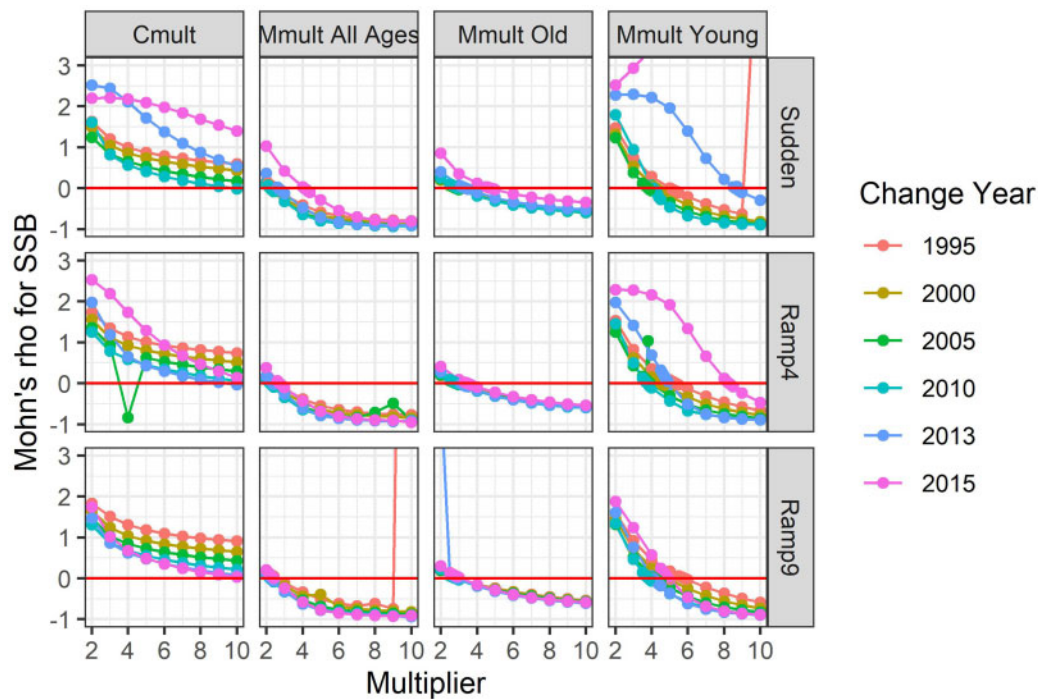 Cmult
Mmult All Ages
Mmult Old
Mmult Young
3
2
1
0
-1
Sudden
3
2
1
0
-1
Ramp4
3
2
1
0
-1
Ramp9
Mohn's rho for SSB
2 4 6 8 10 2 4 6 8 10 2 4 6 8 10 2 4 6 8 10
Multiplier
Change Year
1995
2000
2005
2010
2013
2015